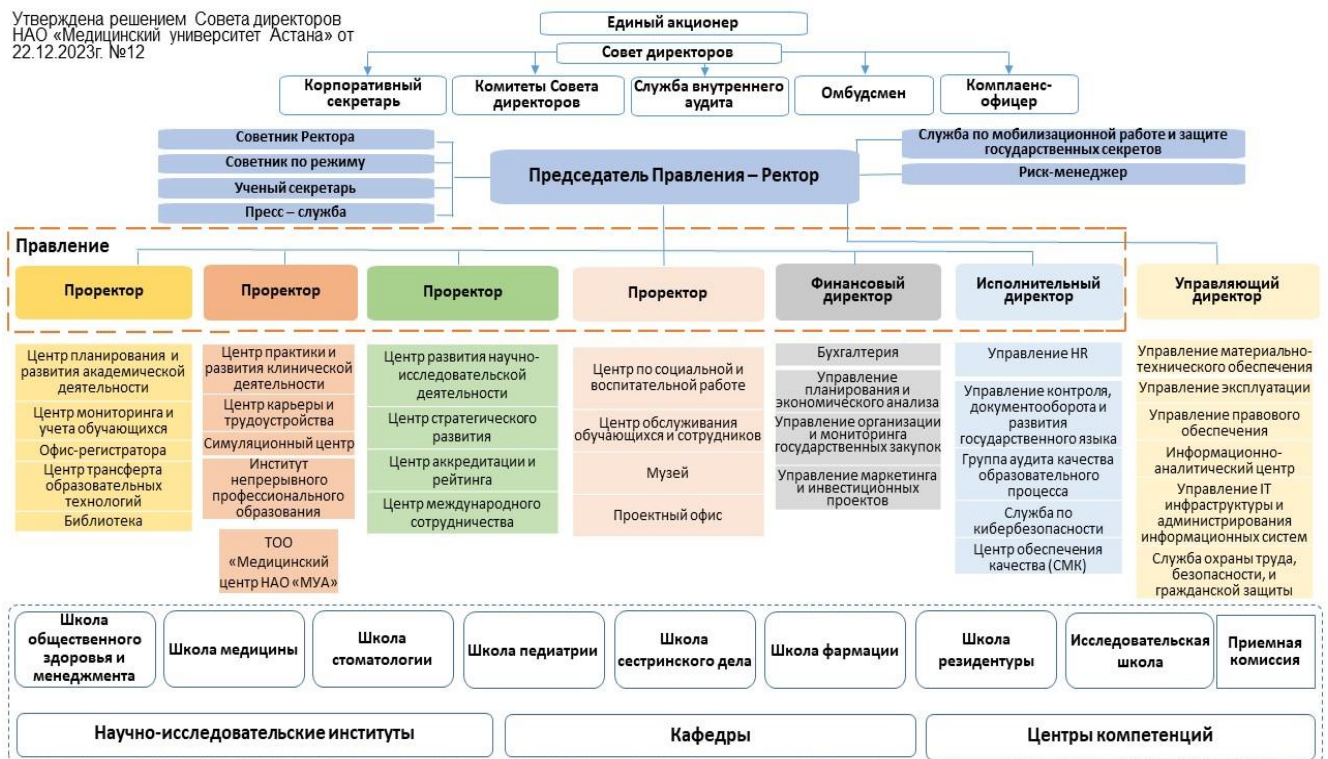 Утверждена решением Совета директоров
НАО «Медицинский университет Астана» от
22.12.2023г. №12
Единый акционер
Совет директоров
Корпоративный
секретарь
Комитеты Совета
директоров
Служба внутреннего
аудита
Омбудсмен
Комплаенс-
офицер
Советник Ректора
Советник по режиму
Ученый секретарь
Пресс – служба
Председатель Правления – Ректор
Служба по мобилизационной работе и защите
государственных секретов
Риск-менеджер
Правление
Проректор
Проректор
Проректор
Проректор
Финансовый
директор
Исполнительный
директор
Управляющий
директор
Центр планирования и
развития академической
деятельности
Центр мониторинга и
учета обучающихся
Офис-регистратора
Центр трансферта
образовательных
технологий
Библиотека
Центр практики и
развития клинической
деятельности
Центр карьеры и
трудоустройства
Симуляционный центр
Институт
непрерывного
профессионального
образования
ТОО
«Медицинский
центр НАО «МУА»
Центр развития научно-
исследовательской
деятельности
Центр стратегического
развития
Центр аккредитации и
рейтинга
Центр международного
сотрудничества
Центр по социальной и
воспитательной работе
Центр обслуживания
обучающихся и сотрудников
Музей
Проектный офис
Бухгалтерия
Управление
планирования и
экономического анализа
Управление организации
и мониторинга
государственных закупок
Управление маркетинга
и инвестиционных
проектов
Управление HR
Управление контроля,
документооборота и
развития
государственного языка
Группа аудита качества
образовательного
процесса
Служба по
кибербезопасности
Центр обеспечения
качества (СМК)
Управление материально-
технического обеспечения
Управление эксплуатации
Управление правового
обеспечения
Информационно-
аналитический центр
Управление IT
инфраструктуры и
администрирования
информационных систем
Служба охраны труда,
безопасности, и
гражданской защиты
Школа
общественного
здоровья и
менеджмента
Школа медицины
Школа
стоматологии
Школа педиатрии
Школа
сестринского дела
Школа фармации
Школа
резидентуры
Исследовательская
школа
Приемная
комиссия
Научно-исследовательские институты
Кафедры
Центры компетенций